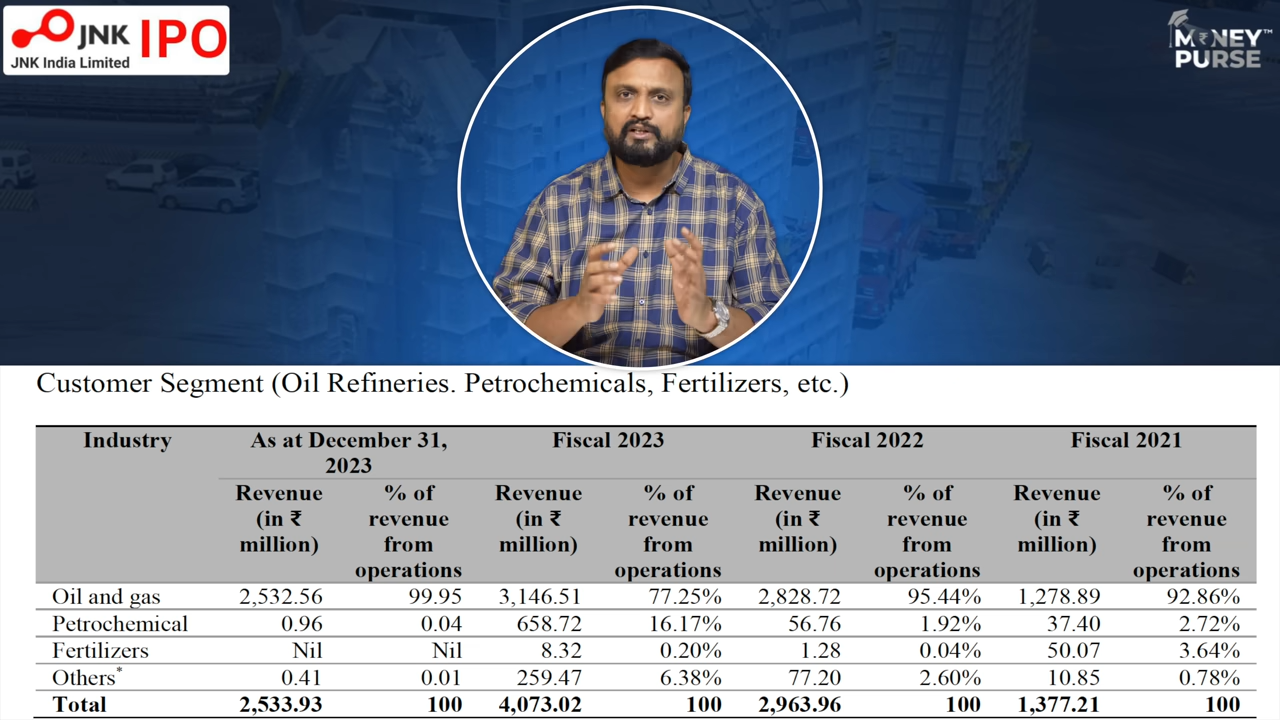 JNK IPO
JNK India Limited
M₹NEY™
PURSE
Customer Segment (Oil Refineries. Petrochemicals, Fertilizers, etc.)
Industry As at December 31, 2023 Fiscal 2023 Fiscal 2022 Fiscal 2021
Revenue (in ₹ million) % of revenue from operations Revenue (in ₹ million) % of revenue from operations Revenue (in ₹ million) % of revenue from operations Revenue (in ₹ million) % of revenue from operations
Oil and gas 2,532.56 99.95 3,146.51 77.25% 2,828.72 95.44% 1,278.89 92.86%
Petrochemical 0.96 0.04 658.72 16.17% 56.76 1.92% 37.40 2.72%
Fertilizers Nil Nil 8.32 0.20% 1.28 0.04% 50.07 3.64%
Others* 0.41 0.01 259.47 6.38% 77.20 2.60% 10.85 0.78%
Total 2,533.93 100 4,073.02 100 2,963.96 100 1,377.21 100